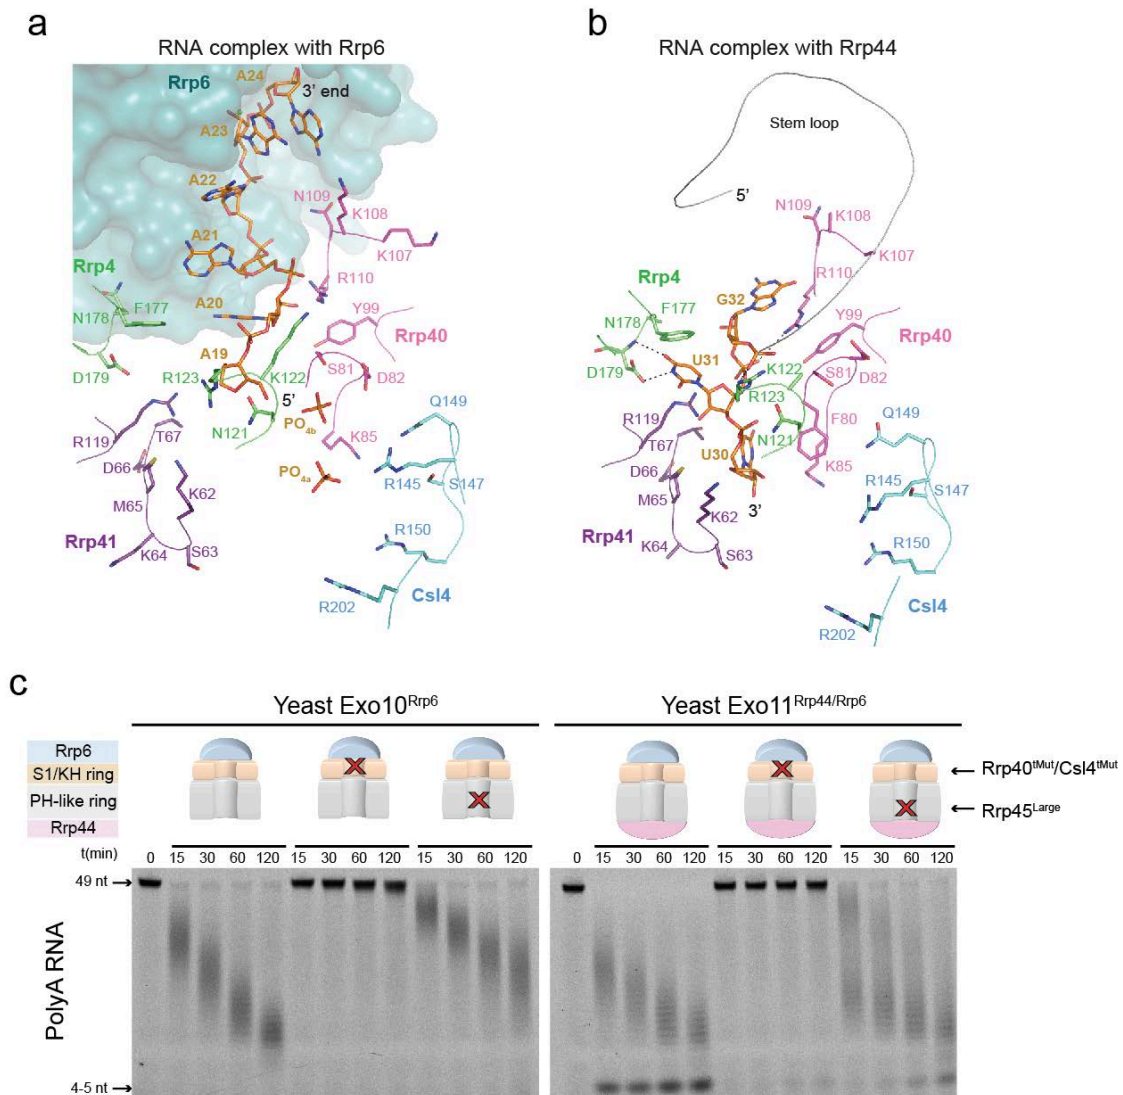 a
RNA complex with Rrp6
A24
Rrp6
3' end
A23
A22
N109
K108
A21
K107
Rrp4
R110
F177
A20
N178
Y99
Rrp40
A19
D179
R123
K122
S81
D82
5'
R119
T67
N121
PO4b
Q149
K85
D66
PO4a
R145
S147
M65
K62
Rrp41
R150
K64
S63
R202
Csl4
b
RNA complex with Rrp44
Stem loop
5'
N109
K108
K107
R110
Rrp4
G32
F177
Y99
N178
Rrp40
U31
K122
S81
D82
D179
R123
F80
Q149
R119
N121
T67
U30
K85
D66
R145
S147
M65
K62
3'
R150
Rrp41
K64
S63
Csl4
R202
c
Yeast Exo10Rrp6
Yeast Exo11Rrp44/Rrp6
Rrp6
S1/KH ring
PH-like ring
Rrp44
Rrp40tMut/Csl4tMut
Rrp45Large
t(min) 0 15 30 60 120 15 30 60 120 15 30 60 120
0 15 30 60 120 15 30 60 120 15 30 60 120
49 nt
PolyA RNA
4-5 nt